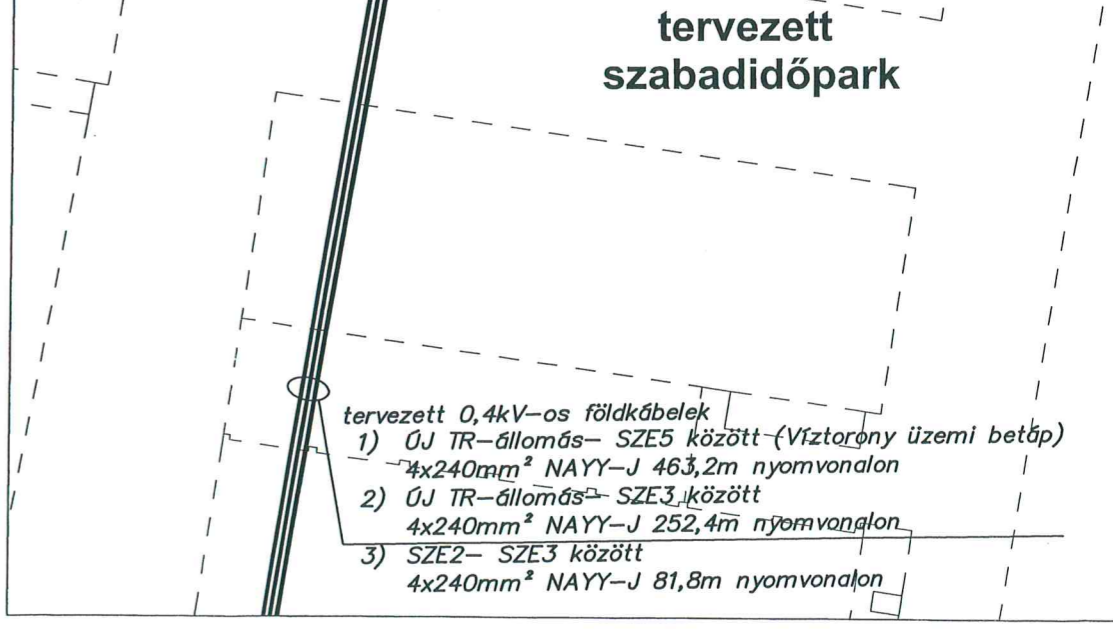 tervezett
szabadidőpark
tervezett 0,4kV-os földkábelek
1) ÚJ TR-állomás- SZE5 között (Víztorony üzemi betáp)
4x240mm² NAYY-J 463,2m nyomvonalon
2) ÚJ TR-állomás- SZE3 között
4x240mm² NAYY-J 252,4m nyomvonalon
3) SZE2- SZE3 között
4x240mm² NAYY-J 81,8m nyomvonalon